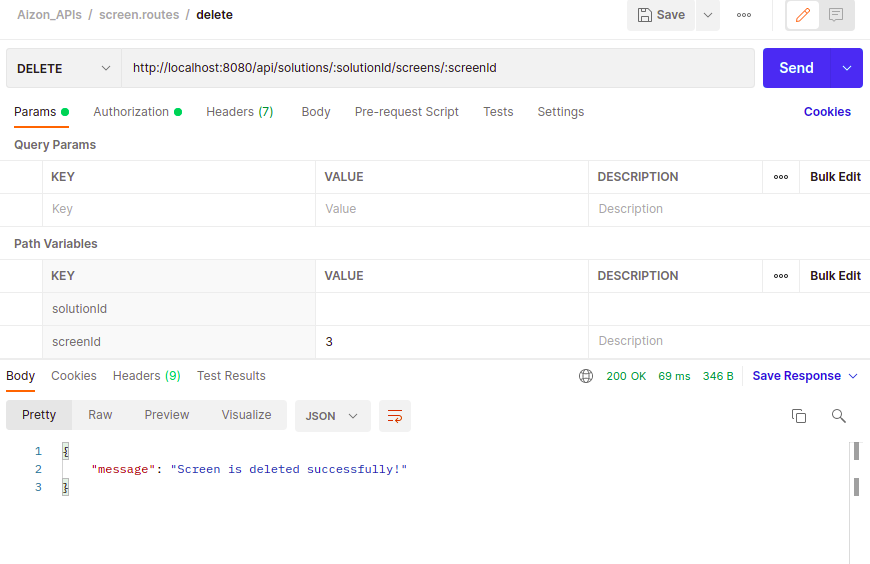 Aizon_APIs / screen.routes / delete
Save
DELETE
http://localhost:8080/api/solutions/:solutionId/screens/:screenId
Send
Params Authorization Headers (7) Body Pre-request Script Tests Settings Cookies
Query Params
KEY VALUE DESCRIPTION Bulk Edit
Key Value Description
Path Variables
KEY VALUE DESCRIPTION Bulk Edit
solutionId
screenId 3 Description
Body Cookies Headers (9) Test Results 200 OK 69 ms 346 B Save Response
Pretty Raw Preview Visualize JSON
1 {
2 "message": "Screen is deleted successfully!"
3 }